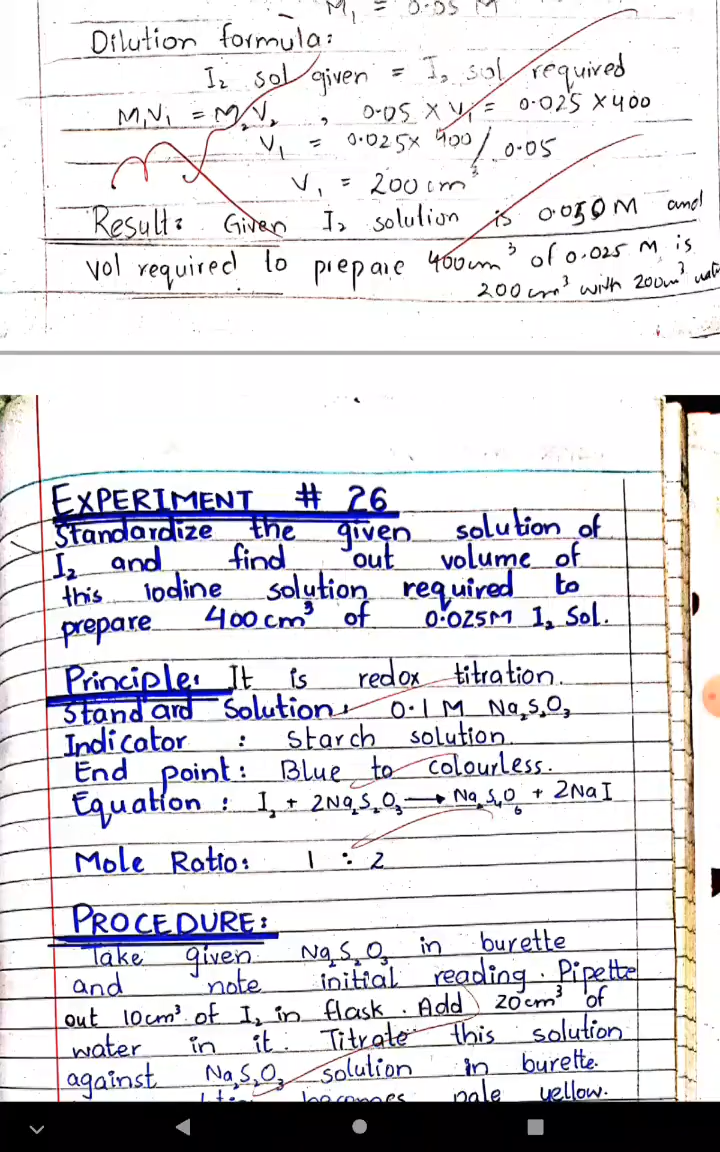 M₁ = 0.05 M
Dilution formula:
I₂ sol given = I₂ sol required
M₁V₁ = M₂V₂ , 0.05 X V₁ = 0.025 X 400
V₁ = 0.025 x 400 / 0.05
V₁ = 200 cm³
Result: Given I₂ solution is 0.050 M and
vol required to prepare 400cm³ of 0.025 M is
200 cm³ with 200cm³
EXPERIMENT # 26
Standardize the given solution of
I₂ and find out volume of
this iodine solution required to
prepare 400 cm³ of 0.025M I₂ Sol.
Principle: It is redox titration.
Standard Solution: 0.1 M Na₂S₂O₃
Indicator : Starch solution.
End point: Blue to colourless.
Equation : I₂ + 2Na₂S₂O₃ → Na₂S₄O₆ + 2NaI
Mole Ratio: 1 : 2
PROCEDURE:
Take given Na₂S₂O₃ in burette
and note initial reading. Pipette
out 10cm³ of I₂ in flask. Add 20cm³ of
water in it. Titrate this solution
against Na₂S₂O₃ solution in burette.
becomes pale yellow.